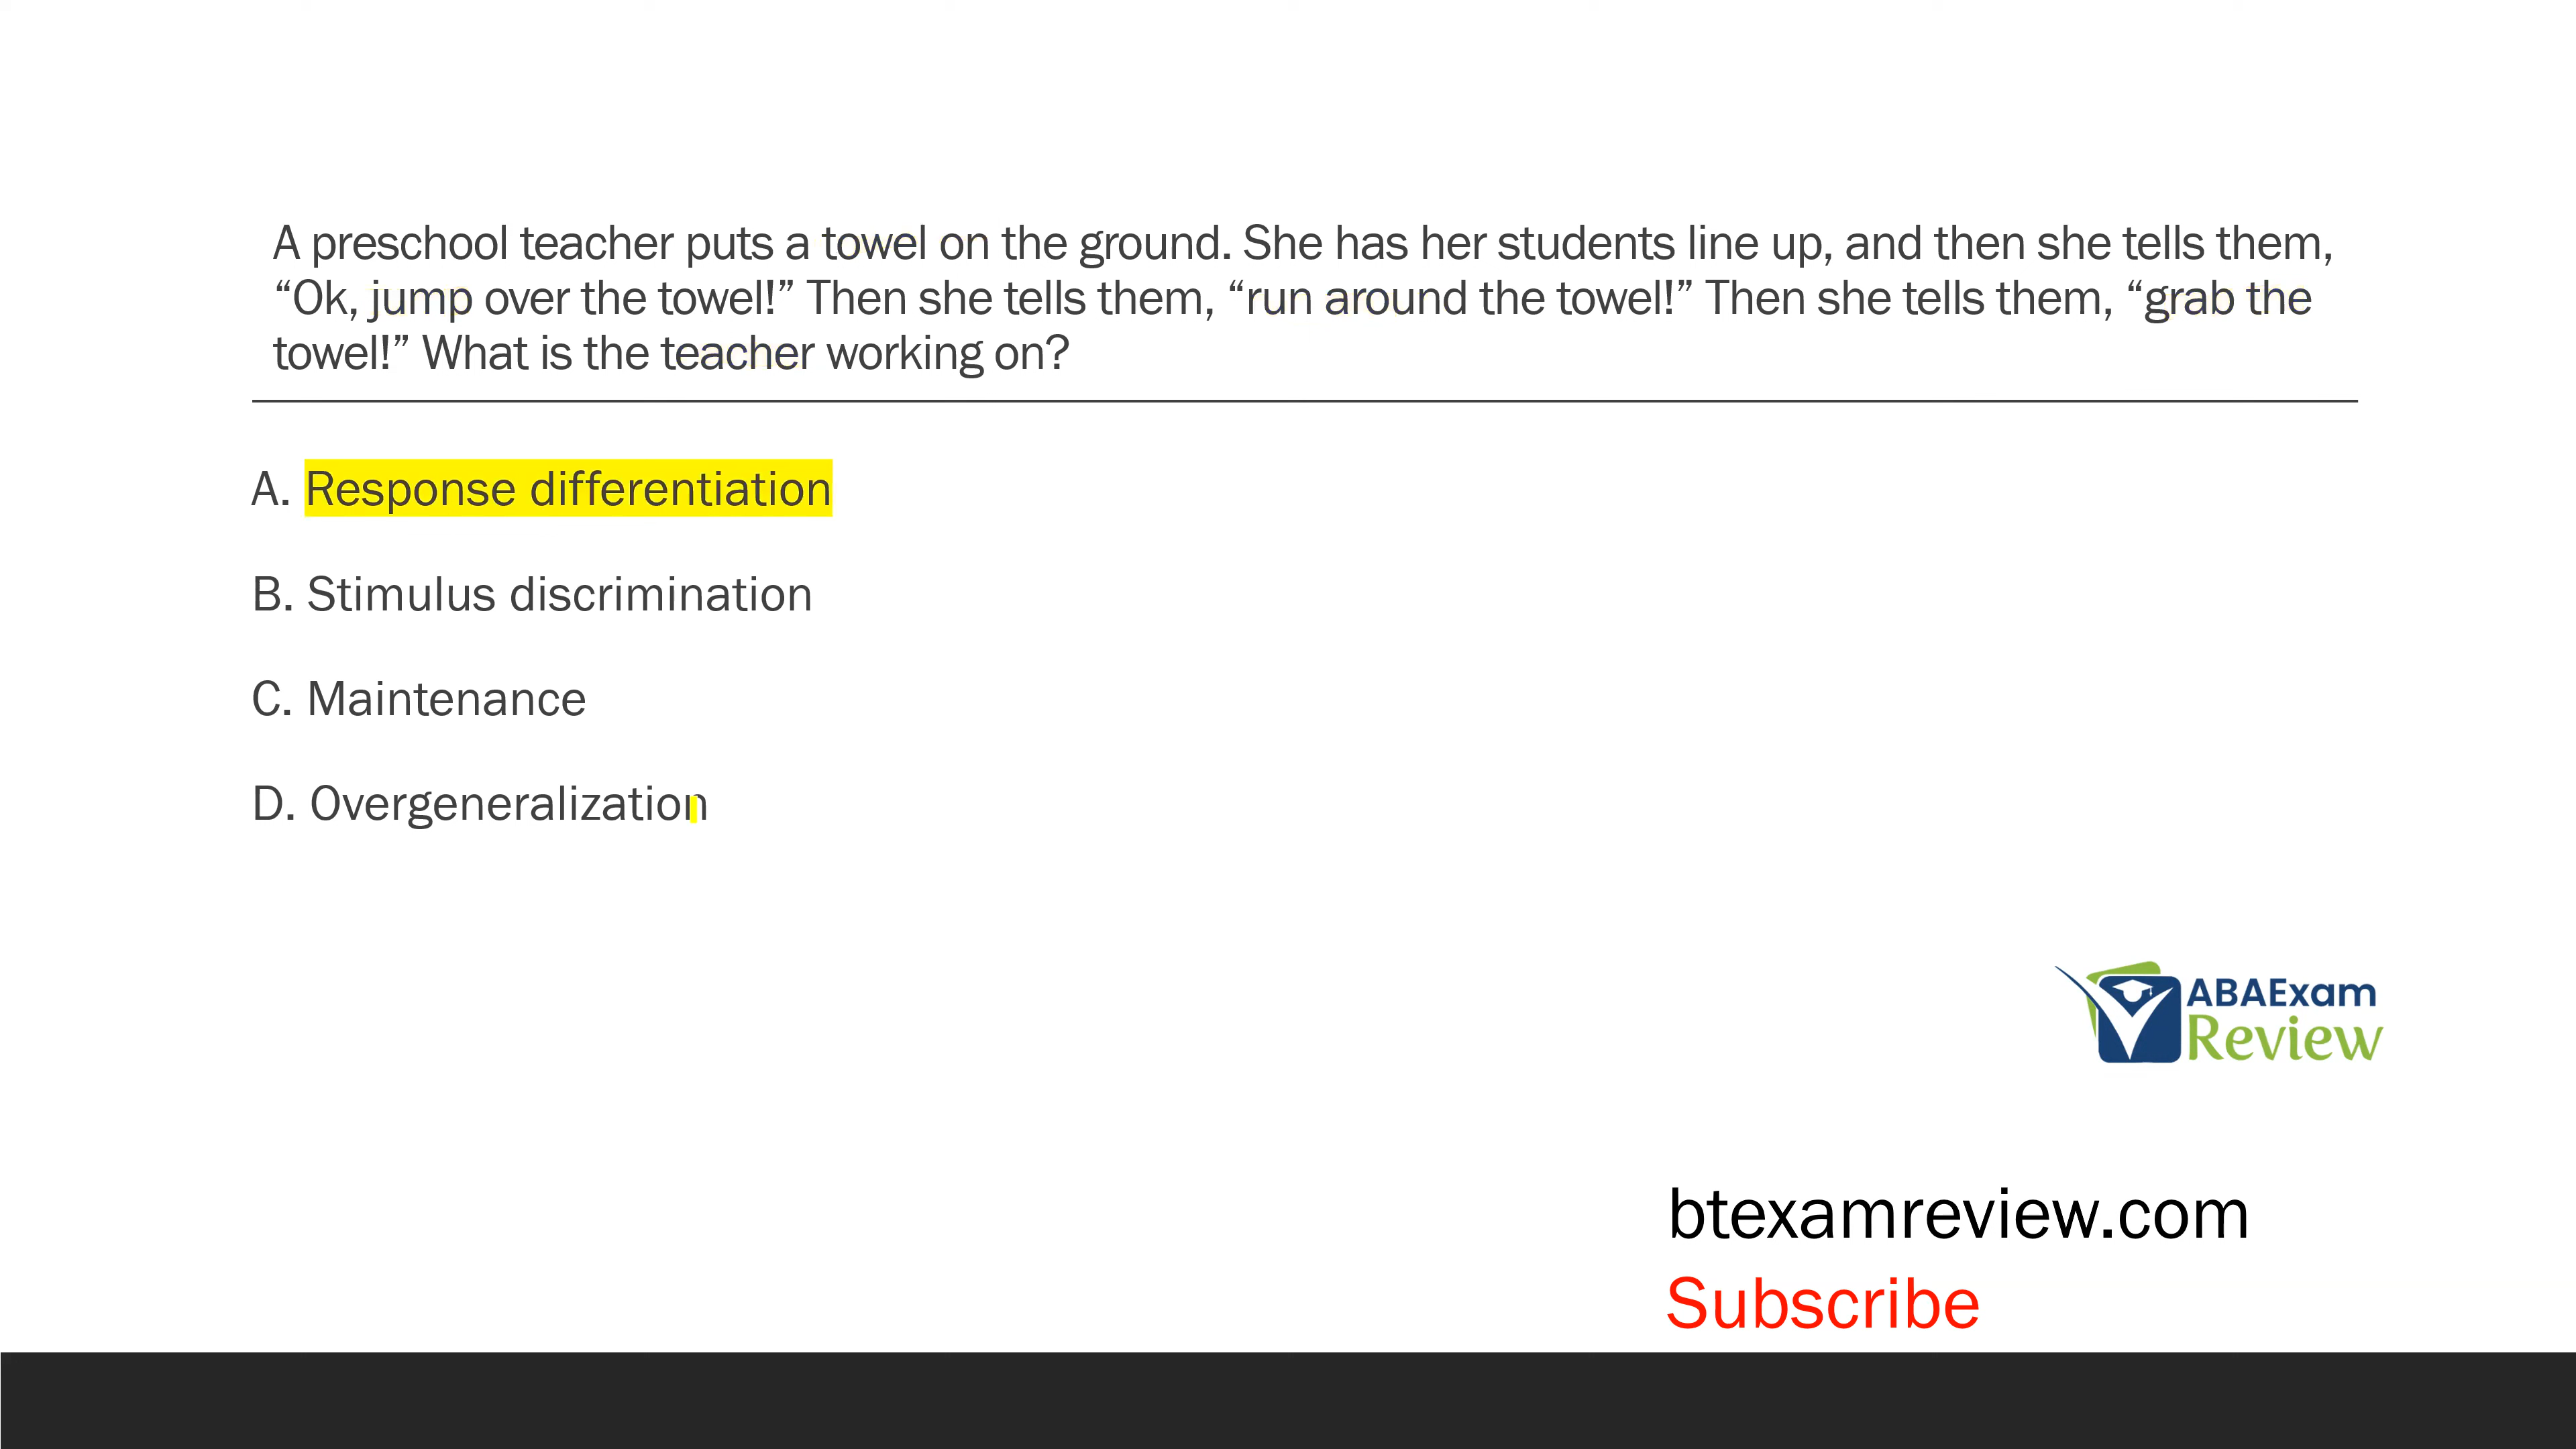 A preschool teacher puts a towel on the ground. She has her students line up, and then she tells them,
“Ok, jump over the towel!” Then she tells them, “run around the towel!” Then she tells them, “grab the
towel!” What is the teacher working on?
A. Response differentiation
B. Stimulus discrimination
C. Maintenance
D. Overgeneralization
ABAExam
Review
btexamreview.com
Subscribe